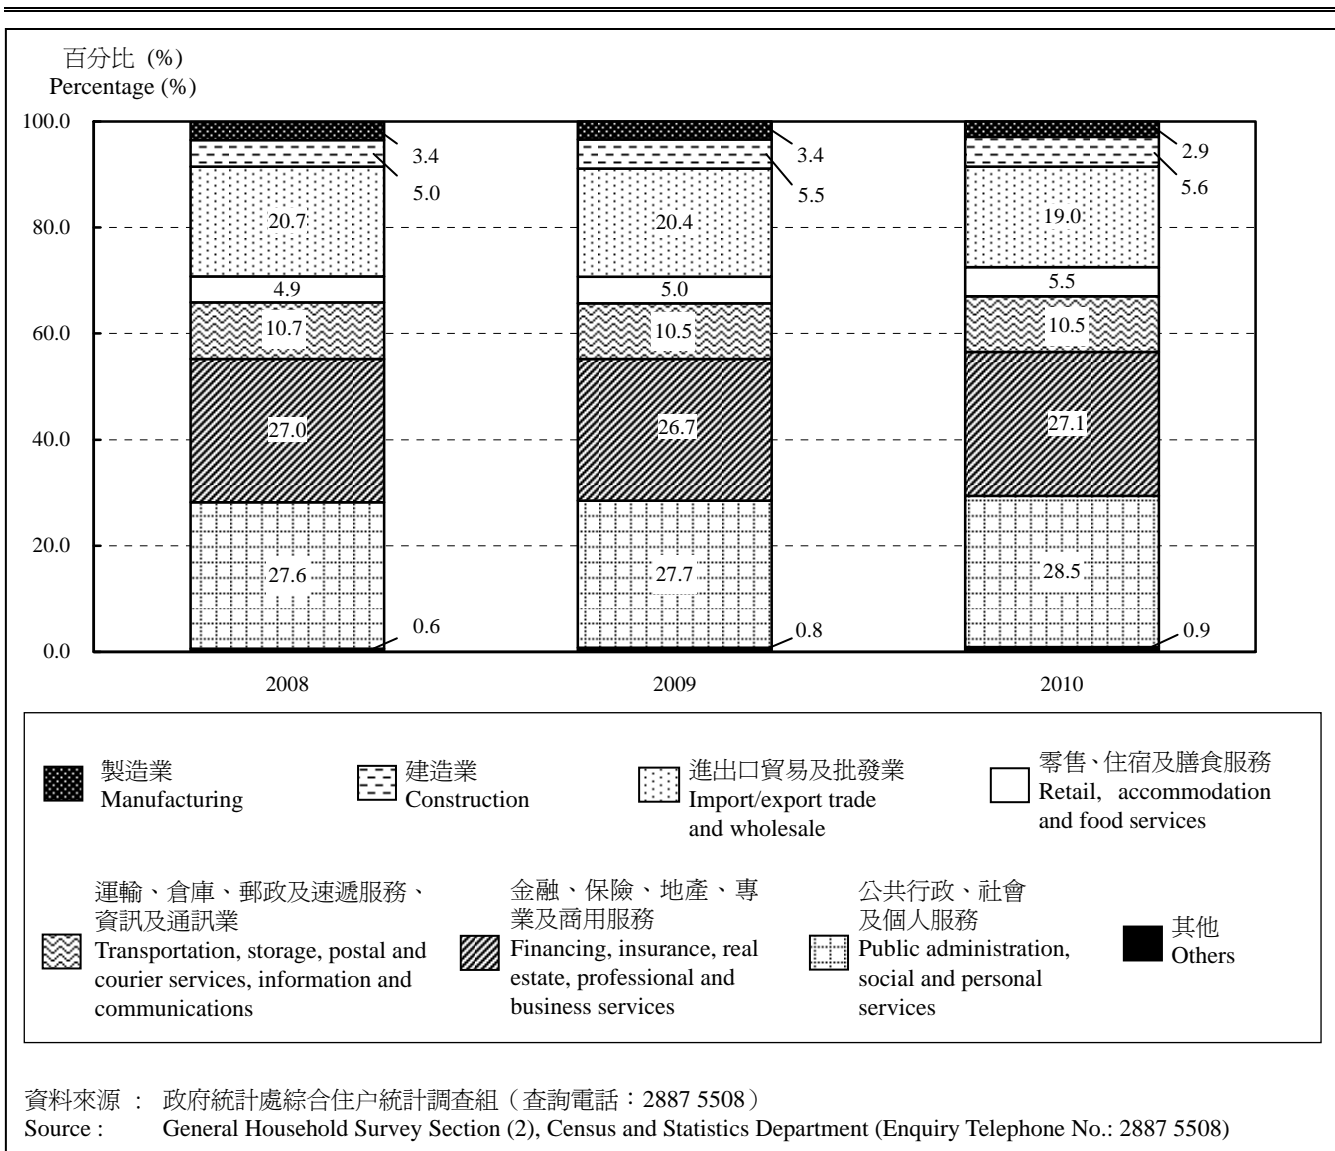 百分比 (%)
Percentage (%)
100.0
3.4
3.4
2.9
5.0
5.5
5.6
20.7
20.4
19.0
80.0
4.9
5.0
5.5
10.7
10.5
10.5
60.0
27.0
26.7
27.1
40.0
20.0
27.6
27.7
28.5
0.6
0.8
0.9
0.0
2008
2009
2010
製造業
Manufacturing
建造業
Construction
進出口貿易及批發業
Import/export trade
and wholesale
零售、住宿及膳食服務
Retail, accommodation
and food services
運輸、倉庫、郵政及速遞服務、
資訊及通訊業
Transportation, storage, postal and
courier services, information and
communications
金融、保險、地產、專
業及商用服務
Financing, insurance, real
estate, professional and
business services
公共行政、社會
及個人服務
Public administration,
social and personal
services
其他
Others
資料來源 : 政府統計處綜合住户統計調查組（查詢電話：2887 5508）
Source : General Household Survey Section (2), Census and Statistics Department (Enquiry Telephone No.: 2887 5508)